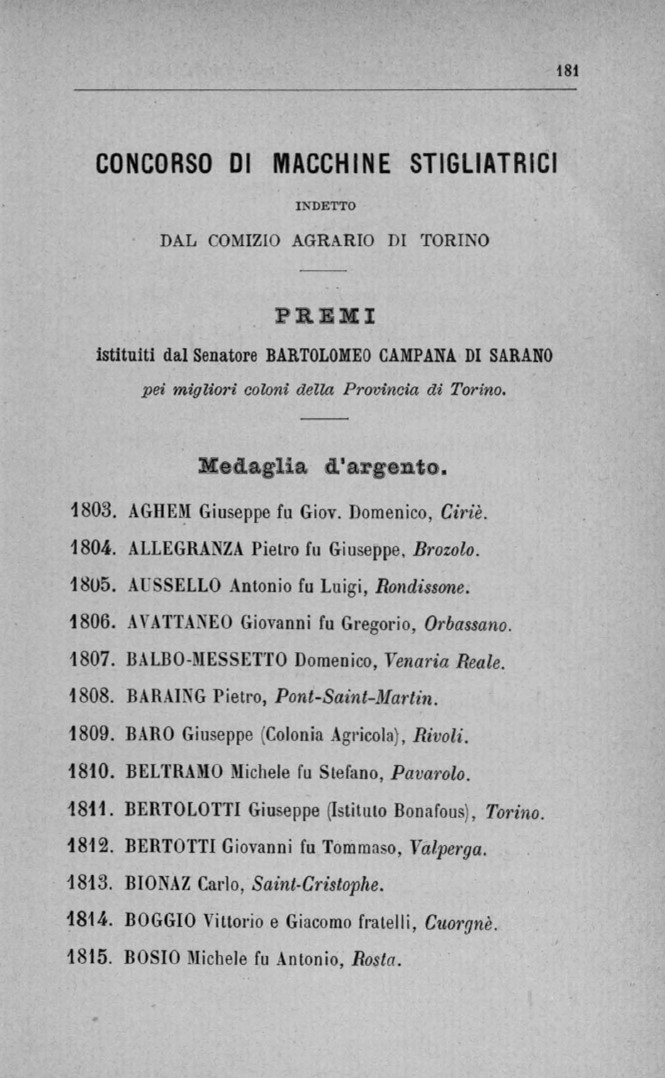 181
CONCORSO DI MACCHINE STIGLIATRICI
INDETTO
DAL COMIZIO AGRARIO DI TORINO
PREMI
istituiti dal Senatore BARTOLOMEO CAMPANA DI SARANO
pei migliori coloni della Provincia di Torino.
Medaglia d'argento.
1803. AGHEM Giuseppe fu Giov. Domenico, Ciriè.
1804. ALLEGRANZA Pietro fu Giuseppe, Brozolo.
1805. AUSSELLO Antonio fu Luigi, Rondissone.
1806. AVATTANEO Giovanni fu Gregorio, Orbassano.
1807. BALBO-MESSETTO Domenico, Venaria Reale.
1808. BARAING Pietro, Pont-Saint-Martin.
1809. BARO Giuseppe (Colonia Agricola), Rivoli.
1810. BELTRAMO Michele fu Stefano, Pavarolo.
1811. BERTOLOTTI Giuseppe (Istituto Bonafous), Torino.
1812. BERTOTTI Giovanni fu Tommaso, Valperga.
1813. BIONAZ Carlo, Saint-Cristophe.
1814. BOGGIO Vittorio e Giacomo fratelli, Cuorgnè.
1815. BOSIO Michele fu Antonio, Rosta.